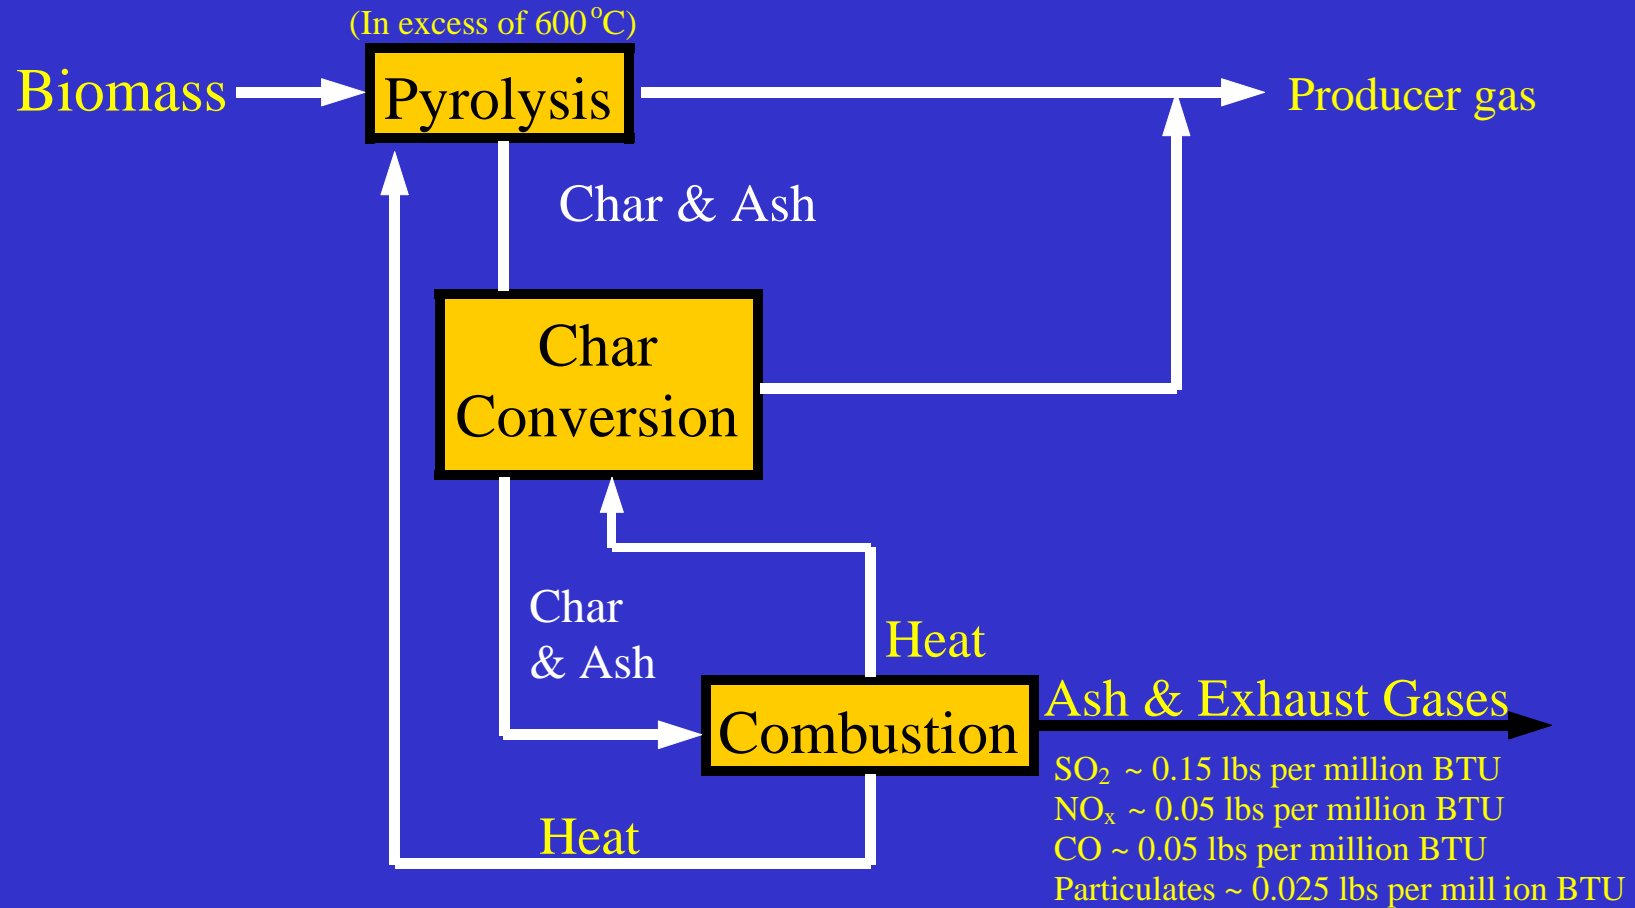 (In excess of 600°C)
Biomass
Pyrolysis
Producer gas
Char & Ash
Char
Conversion
Char
& Ash
Heat
Ash & Exhaust Gases
Combustion
SO₂ ~ 0.15 lbs per million BTU
NOₓ ~ 0.05 lbs per million BTU
CO ~ 0.05 lbs per million BTU
Particulates ~ 0.025 lbs per mill ion BTU
Heat